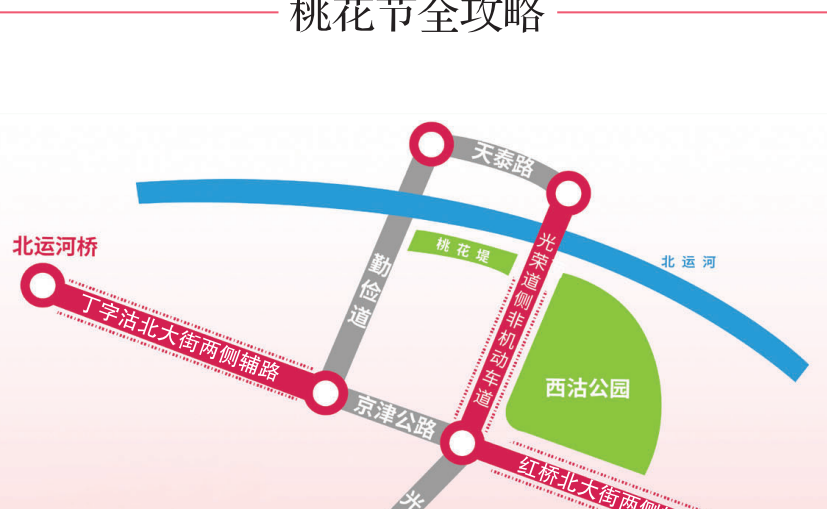 桃花节全攻略
天泰路
北运河桥
桃花堤
光荣道侧非机动车道
北运河
勤俭道
丁字沽北大街两侧辅路
西沽公园
京津公路
红桥北大街两侧
光